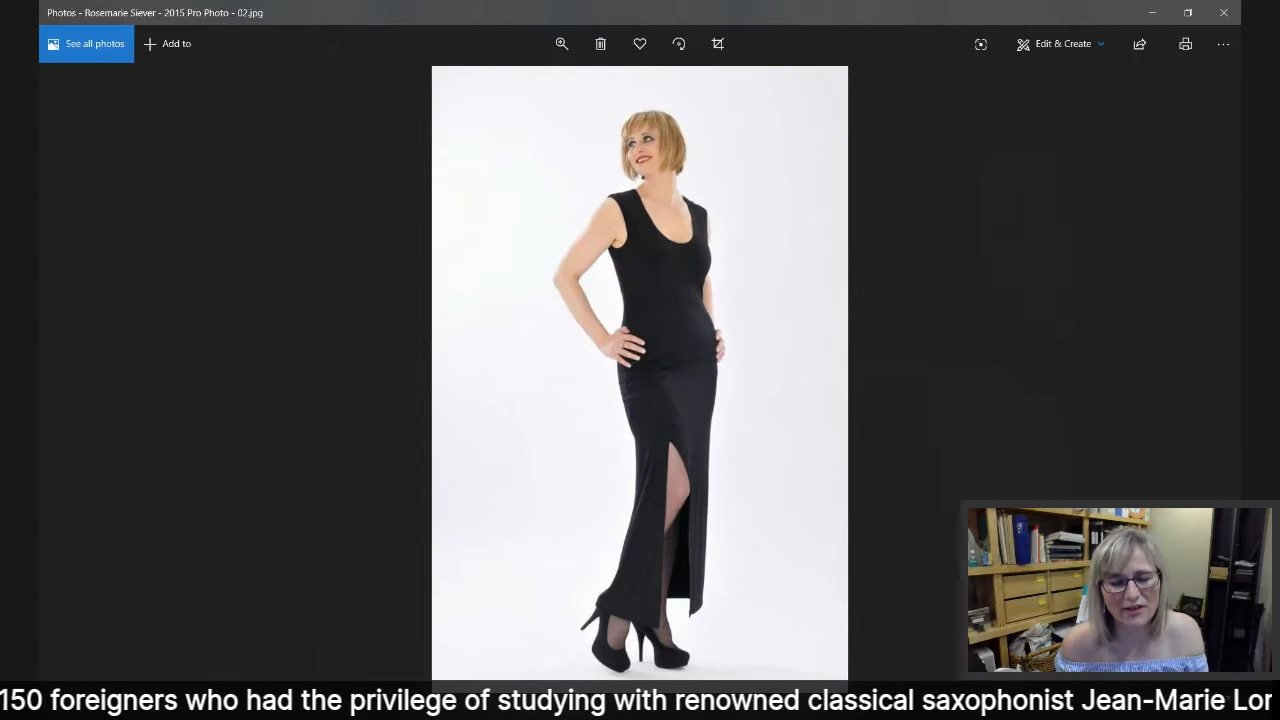 Photos - Rosemarie Siever - 2015 Pro Photo - 02.jpg
See all photos
Add to
Edit & Create
150 foreigners who had the privilege of studying with renowned classical saxophonist Jean-Marie Lor